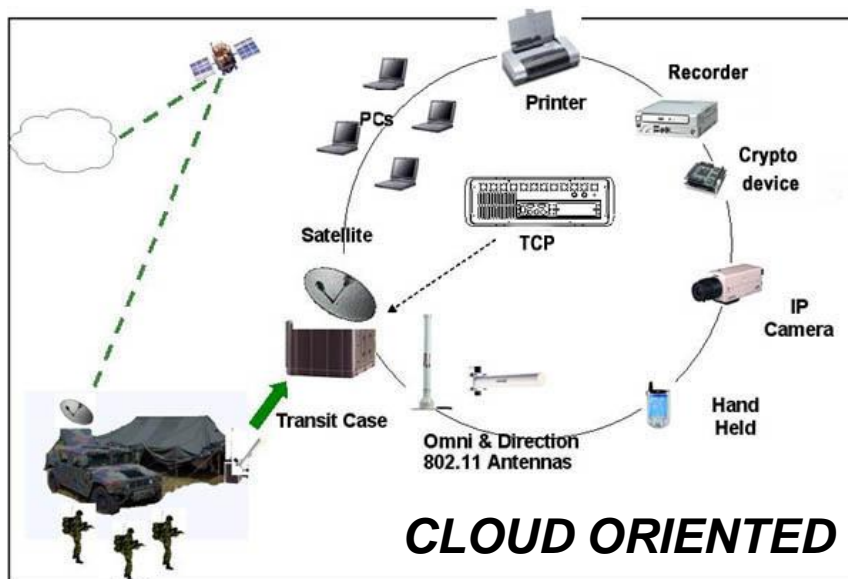 Printer
Recorder
PCs
Crypto
device
Satellite
TCP
IP
Camera
Transit Case
Hand
Held
Omni & Direction
802.11 Antennas
CLOUD ORIENTED